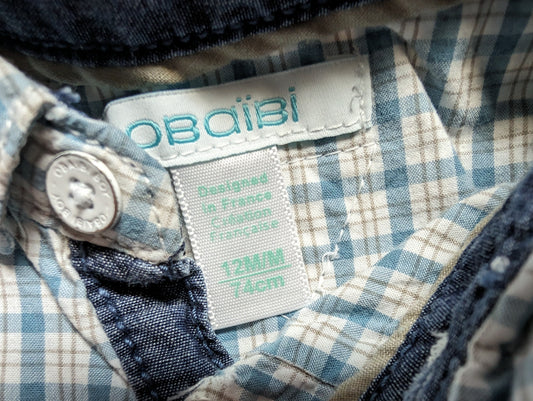 OBaïBi
Designed
in France
Création
Française
12M/M
74cm